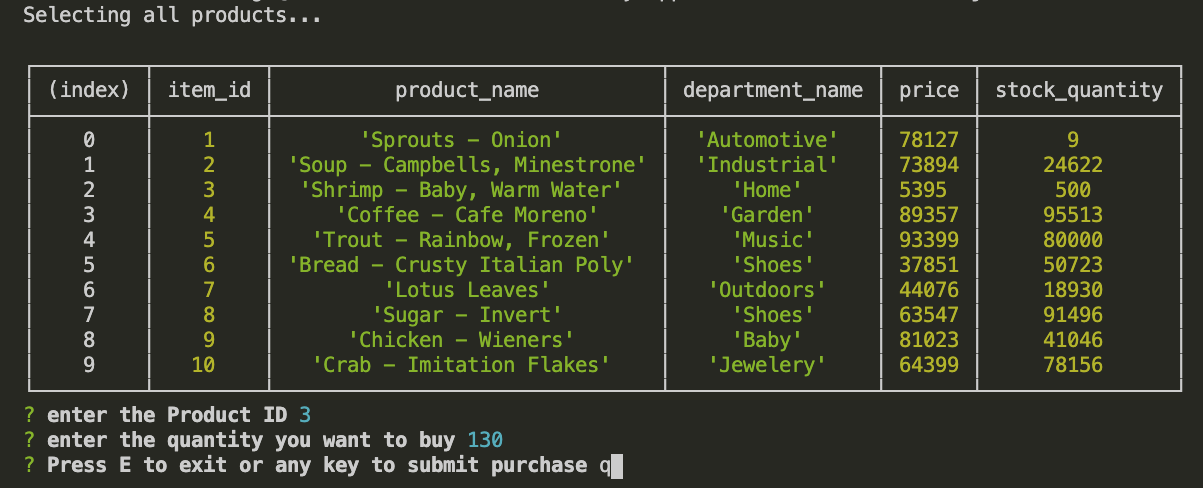 Selecting all products...
(index) item_id product_name department_name price stock_quantity
0 1 'Sprouts - Onion' 'Automotive' 78127 9
1 2 'Soup - Campbells, Minestrone' 'Industrial' 73894 24622
2 3 'Shrimp - Baby, Warm Water' 'Home' 5395 500
3 4 'Coffee - Cafe Moreno' 'Garden' 89357 95513
4 5 'Trout - Rainbow, Frozen' 'Music' 93399 80000
5 6 'Bread - Crusty Italian Poly' 'Shoes' 37851 50723
6 7 'Lotus Leaves' 'Outdoors' 44076 18930
7 8 'Sugar - Invert' 'Shoes' 63547 91496
8 9 'Chicken - Wieners' 'Baby' 81023 41046
9 10 'Crab - Imitation Flakes' 'Jewelery' 64399 78156
? enter the Product ID 3
? enter the quantity you want to buy 130
? Press E to exit or any key to submit purchase q